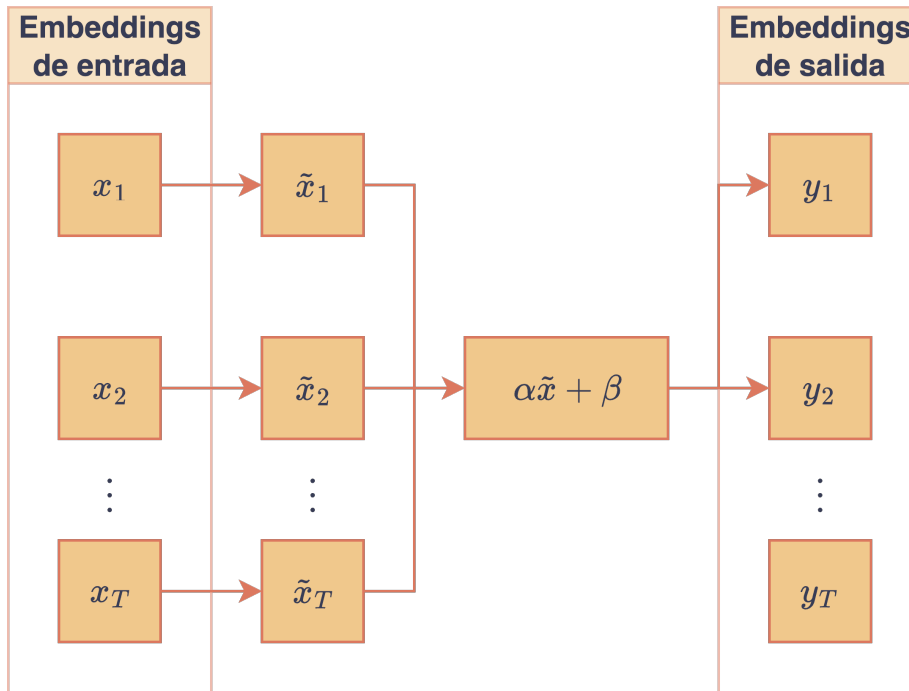 Embeddings
de entrada
Embeddings
de salida
x₁
x̃₁
y₁
x₂
x̃₂
αx̃ + β
y₂
⋮
⋮
⋮
x_T
x̃_T
y_T